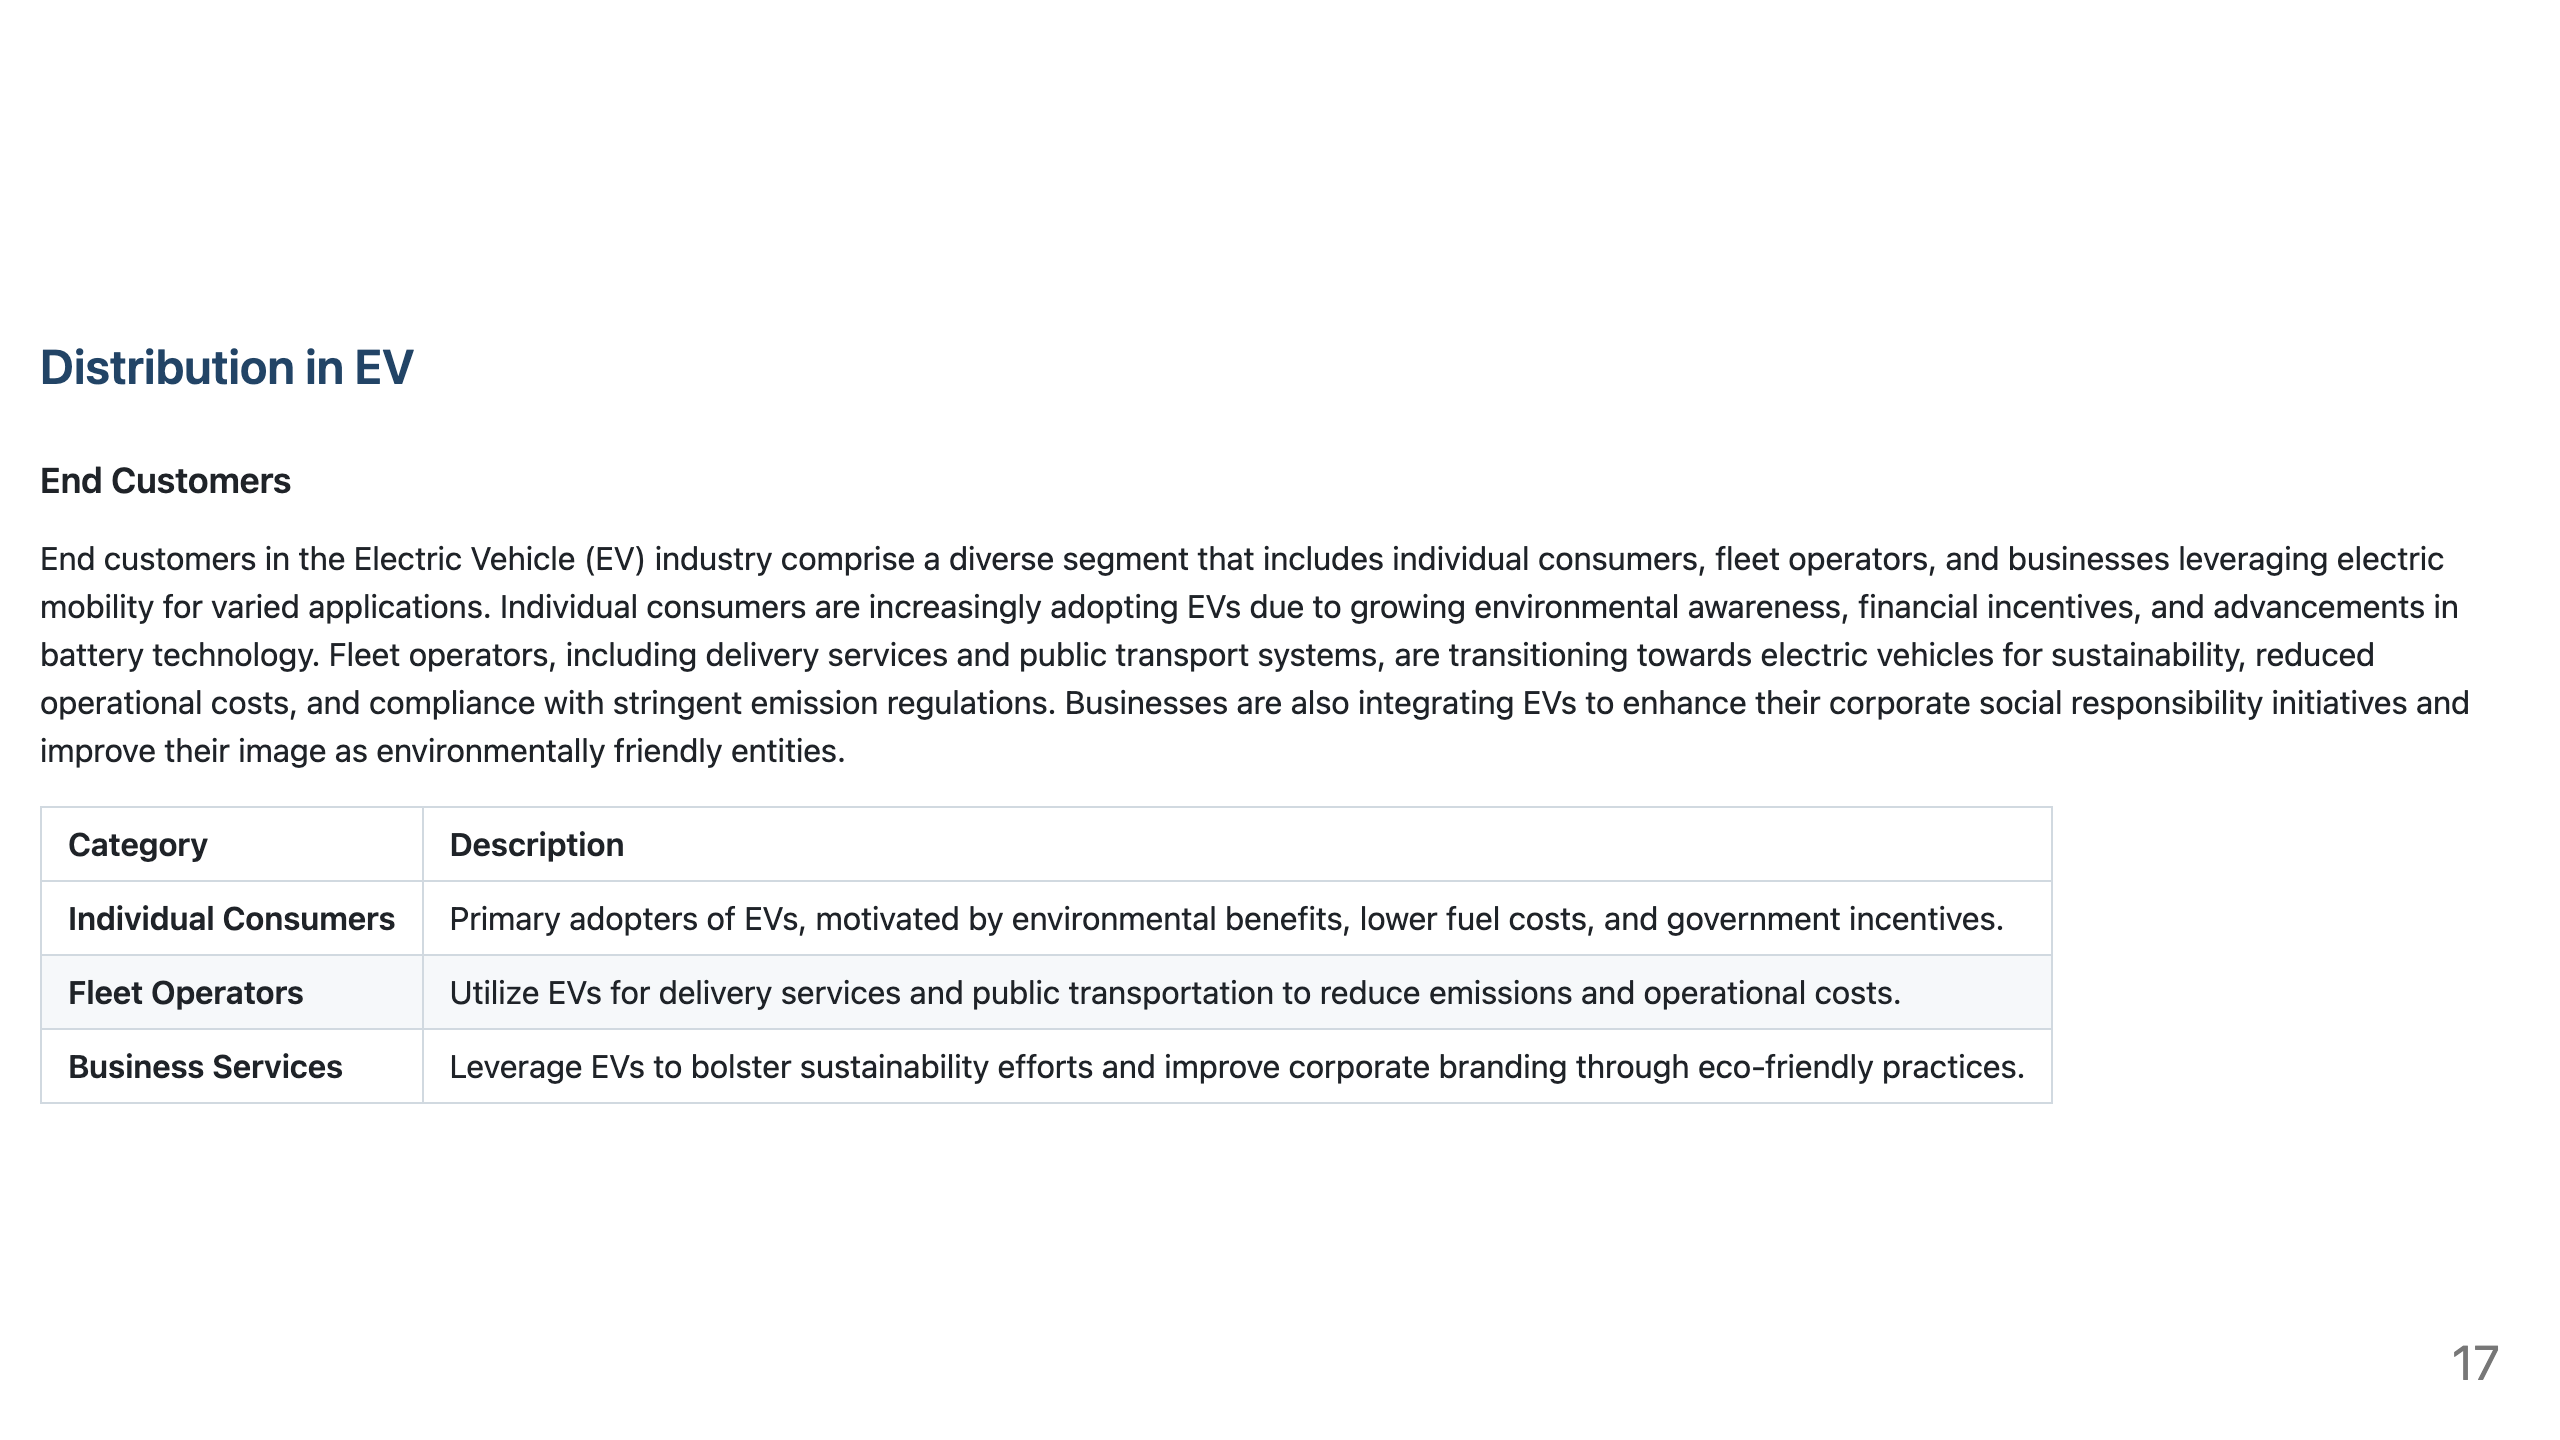 Distribution in EV
End Customers
End customers in the Electric Vehicle (EV) industry comprise a diverse segment that includes individual consumers, fleet operators, and businesses leveraging electric
mobility for varied applications. Individual consumers are increasingly adopting EVs due to growing environmental awareness, financial incentives, and advancements in
battery technology. Fleet operators, including delivery services and public transport systems, are transitioning towards electric vehicles for sustainability, reduced
operational costs, and compliance with stringent emission regulations. Businesses are also integrating EVs to enhance their corporate social responsibility initiatives and
improve their image as environmentally friendly entities.
Category Description
Individual Consumers Primary adopters of EVs, motivated by environmental benefits, lower fuel costs, and government incentives.
Fleet Operators Utilize EVs for delivery services and public transportation to reduce emissions and operational costs.
Business Services Leverage EVs to bolster sustainability efforts and improve corporate branding through eco-friendly practices.
17